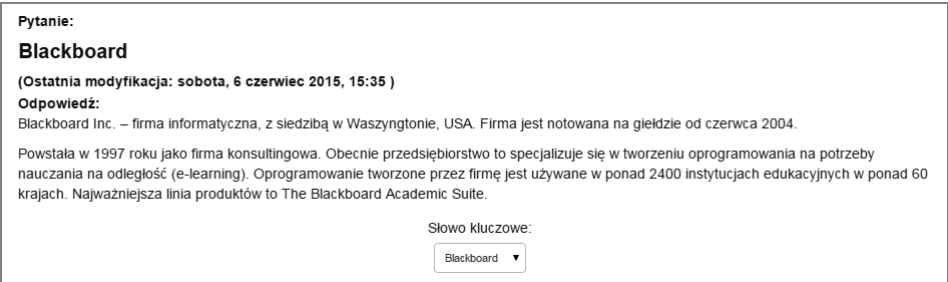 Pytanie:
Blackboard
(Ostatnia modyfikacja: sobota, 6 czerwiec 2015, 15:35 )
Odpowiedź:
Blackboard Inc. – firma informatyczna, z siedzibą w Waszyngtonie, USA. Firma jest notowana na giełdzie od czerwca 2004.
Powstała w 1997 roku jako firma konsultingowa. Obecnie przedsiębiorstwo to specjalizuje się w tworzeniu oprogramowania na potrzeby
nauczania na odległość (e-learning). Oprogramowanie tworzone przez firmę jest używane w ponad 2400 instytucjach edukacyjnych w ponad 60
krajach. Najważniejsza linia produktów to The Blackboard Academic Suite.
Słowo kluczowe:
Blackboard